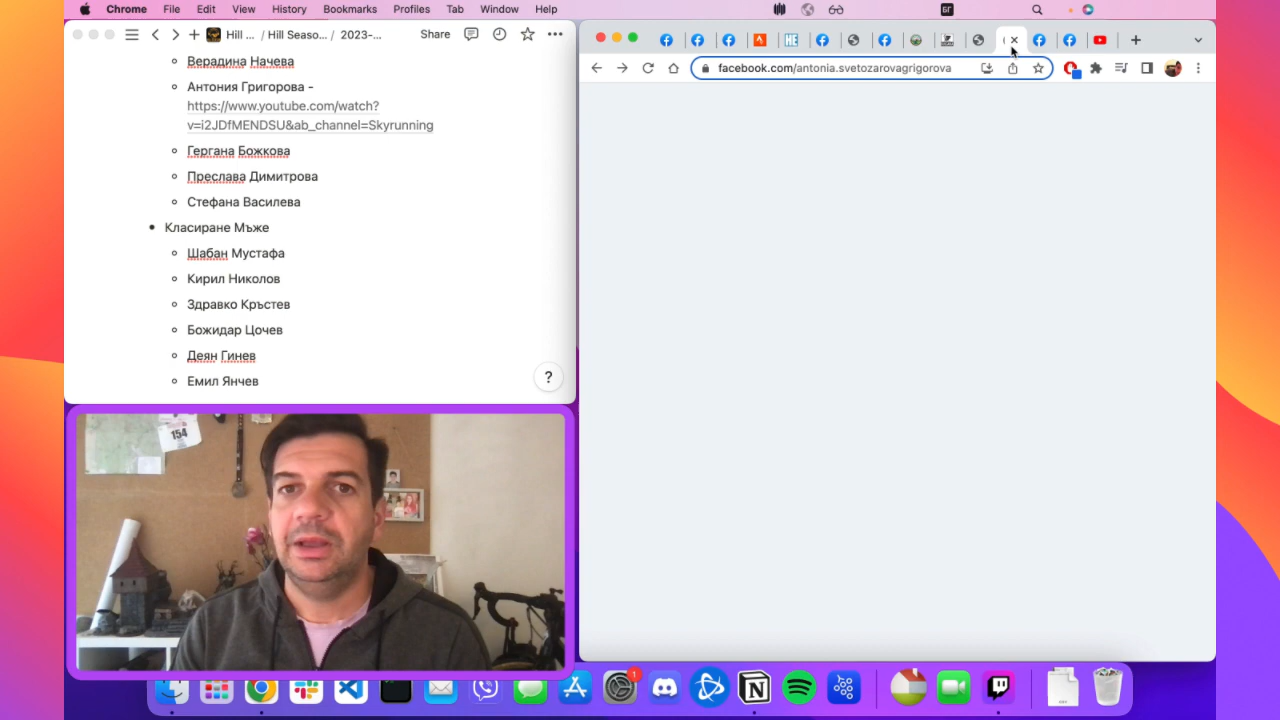 Chrome File Edit View History Bookmarks Profiles Tab Window Help
БГ
Hill ... / Hill Seaso... / 2023-... Share
facebook.com/antonia.svetozarovagrigorova
Верадина Начева
Антония Григорова -
https://www.youtube.com/watch?
v=i2JDfMENDSU&ab_channel=Skyrunning
Гергана Божкова
Преслава Димитрова
Стефана Василева
Класиране Мъже
Шабан Мустафа
Кирил Николов
Здравко Кръстев
Божидар Цочев
Деян Гинев
Емил Янчев
?
154
1